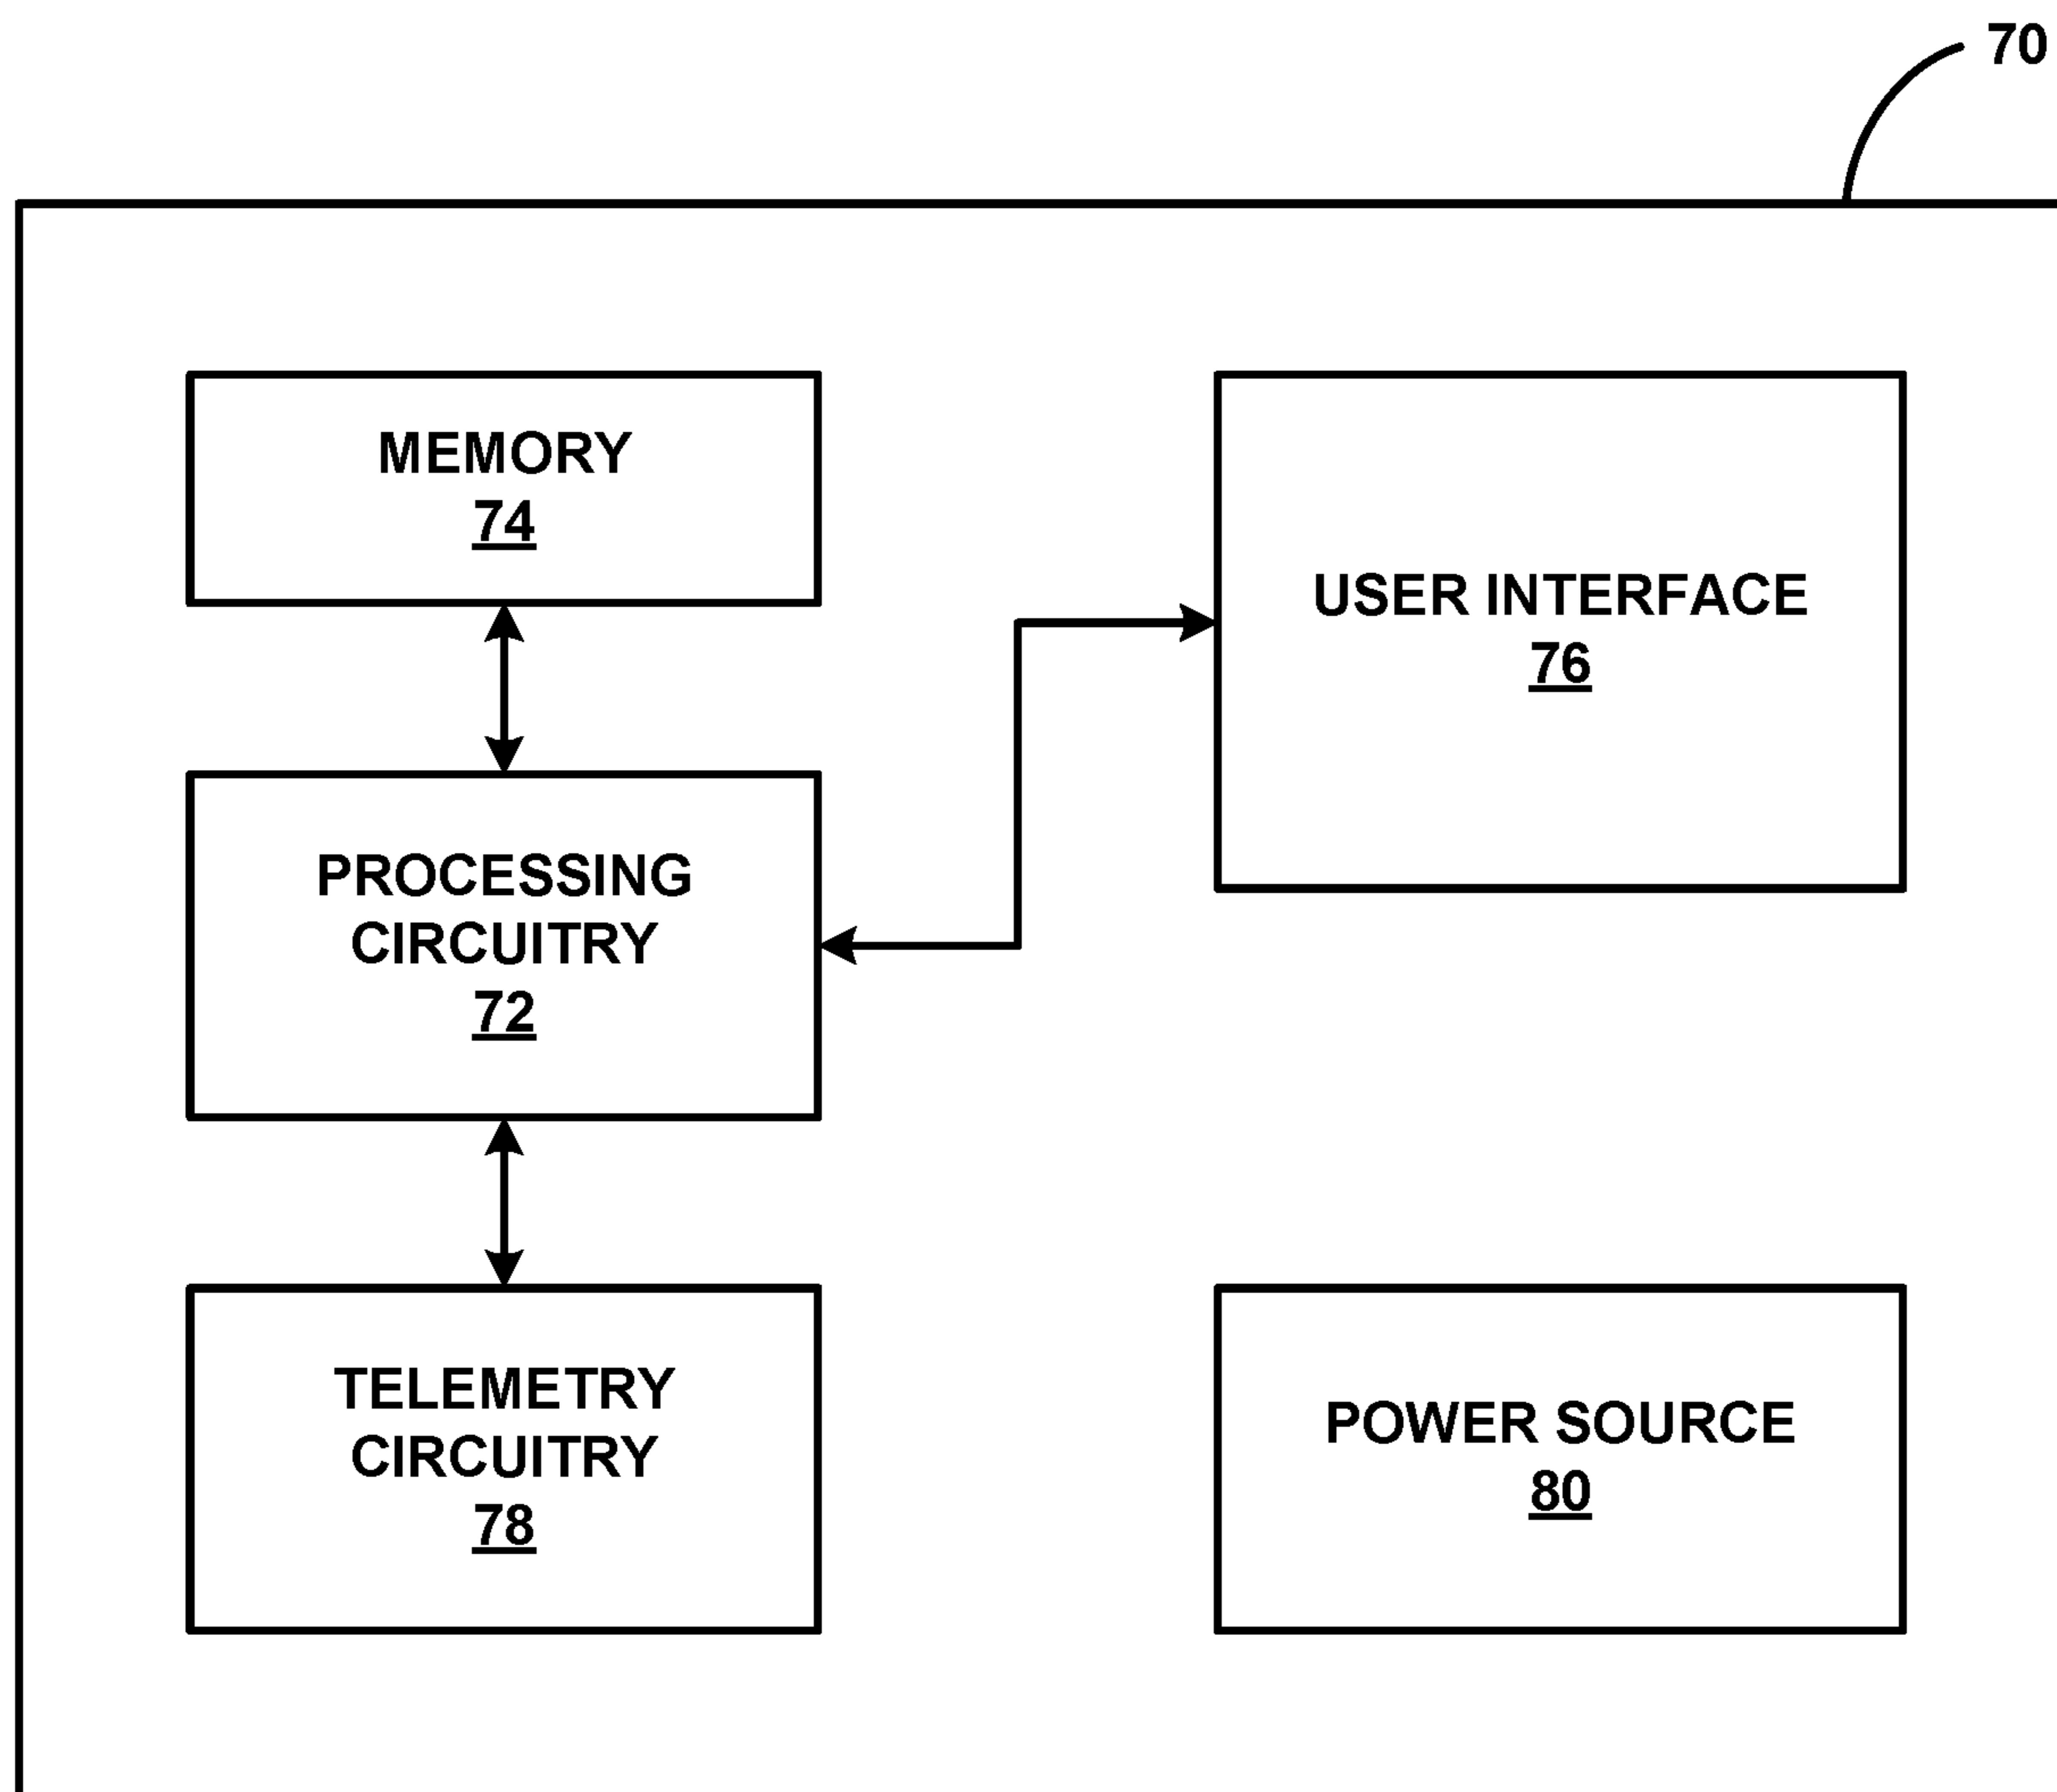 70
MEMORY
74
USER INTERFACE
76
PROCESSING
CIRCUITRY
72
TELEMETRY
CIRCUITRY
78
POWER SOURCE
80